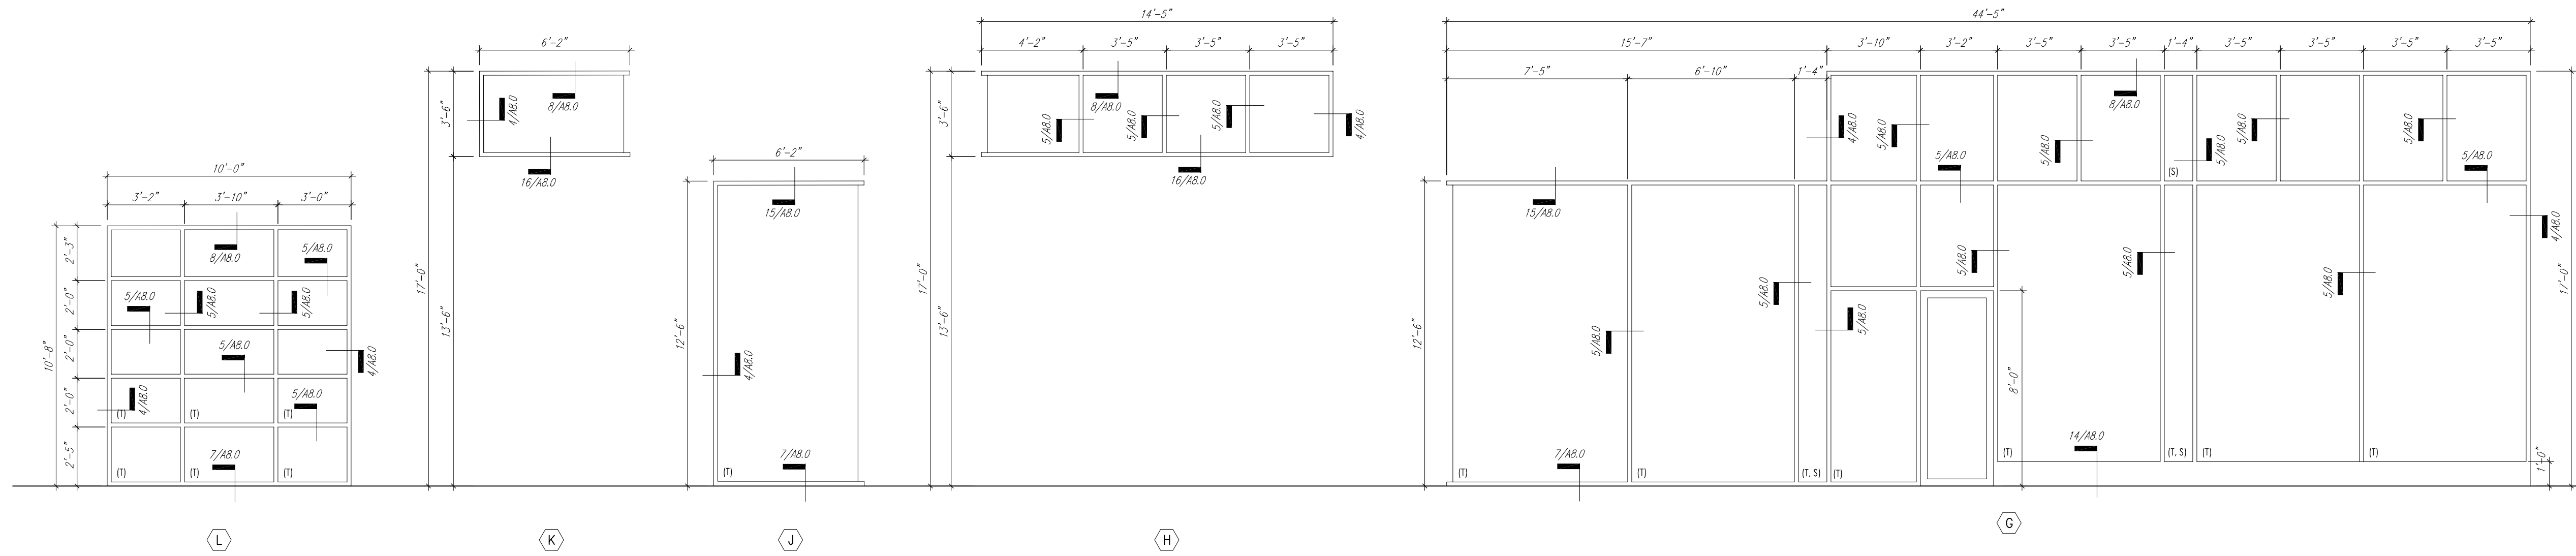 10'-0"
3'-2" 3'-10" 3'-0"
10'-8"
2'-3"
2'-0"
2'-0"
2'-0"
2'-5"
8/A8.0
5/A8.0
5/A8.0
5/A8.0
5/A8.0
5/A8.0
4/A8.0
4/A8.0
5/A8.0
(T) (T) (T)
7/A8.0
(T) (T) (T)
L
6'-2"
17'-0"
3'-6"
13'-6"
4/A8.0
8/A8.0
16/A8.0
K
6'-2"
12'-6"
15/A8.0
4/A8.0
7/A8.0
(T)
J
14'-5"
4'-2" 3'-5" 3'-5" 3'-5"
17'-0"
3'-6"
13'-6"
8/A8.0
5/A8.0
5/A8.0
5/A8.0
4/A8.0
16/A8.0
H
44'-5"
15'-7" 3'-10" 3'-2" 3'-5" 3'-5" 1'-4" 3'-5" 3'-5" 3'-5" 3'-5"
7'-5" 6'-10" 1'-4"
8/A8.0
4/A8.0
5/A8.0
5/A8.0
5/A8.0
5/A8.0
5/A8.0
5/A8.0
5/A8.0
(S)
15/A8.0
4/A8.0
5/A8.0
5/A8.0
5/A8.0
5/A8.0
5/A8.0
5/A8.0
12'-6"
8'-0"
17'-0"
1'-0"
14/A8.0
7/A8.0
(T) (T, S) (T) (T)
(T) (T) (T, S) (T)
G